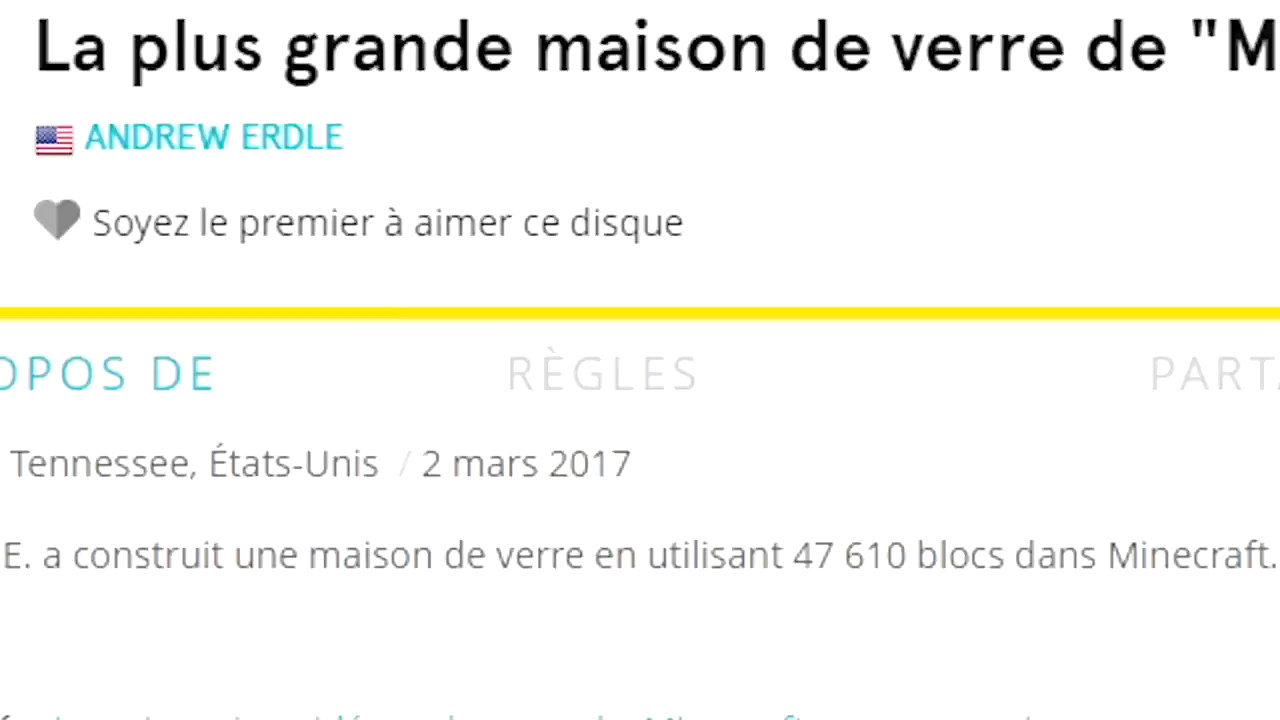 La plus grande maison de verre de "M
ANDREW ERDLE
Soyez le premier à aimer ce disque
OPOS DE RÈGLES PARTA
Tennessee, États-Unis / 2 mars 2017
E. a construit une maison de verre en utilisant 47 610 blocs dans Minecraft.